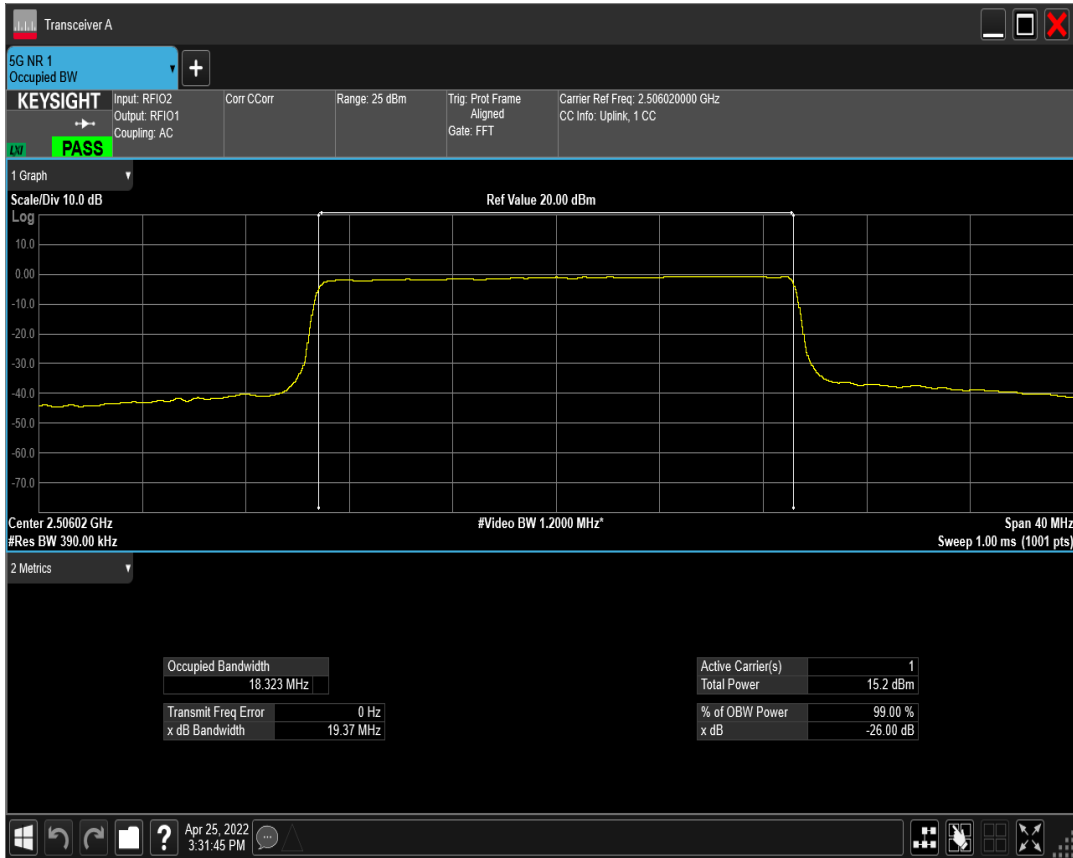 Transceiver A
5G NR 1
Occupied BW
KEYSIGHT
LXI
PASS
Input: RFIO2
Output: RFIO1
Coupling: AC
Corr CCorr
Range: 25 dBm
Trig: Prot Frame
Aligned
Gate: FFT
Carrier Ref Freq: 2.506020000 GHz
CC Info: Uplink, 1 CC
1 Graph
Scale/Div 10.0 dB
Ref Value 20.00 dBm
Log
10.0
0.00
-10.0
-20.0
-30.0
-40.0
-50.0
-60.0
-70.0
Center 2.50602 GHz
#Video BW 1.2000 MHz*
Span 40 MHz
#Res BW 390.00 kHz
Sweep 1.00 ms (1001 pts)
2 Metrics
Occupied Bandwidth
18.323 MHz
Transmit Freq Error 0 Hz
x dB Bandwidth 19.37 MHz
Active Carrier(s) 1
Total Power 15.2 dBm
% of OBW Power 99.00 %
x dB -26.00 dB
Apr 25, 2022
3:31:45 PM